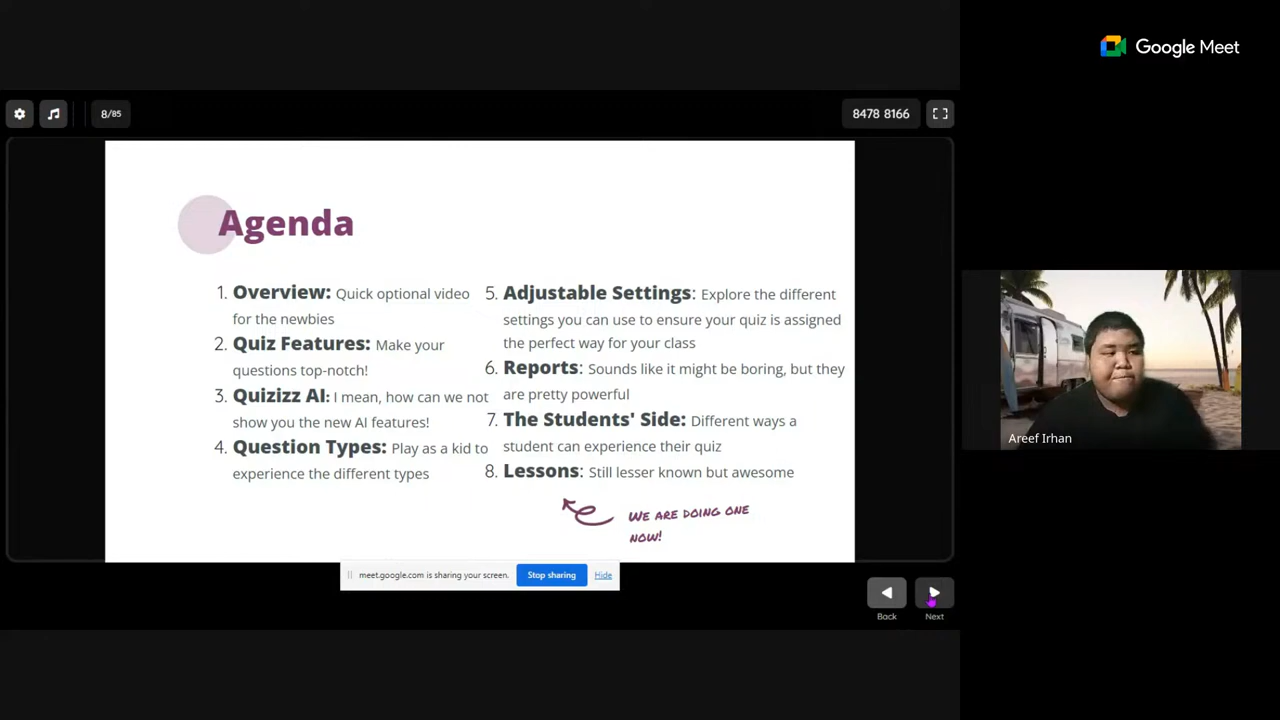 Google Meet
8/85
8478 8166
Agenda
1. Overview: Quick optional video
for the newbies
2. Quiz Features: Make your
questions top-notch!
3. Quizizz AI: I mean, how can we not
show you the new AI features!
4. Question Types: Play as a kid to
experience the different types
5. Adjustable Settings: Explore the different
settings you can use to ensure your quiz is assigned
the perfect way for your class
6. Reports: Sounds like it might be boring, but they
are pretty powerful
7. The Students' Side: Different ways a
student can experience their quiz
8. Lessons: Still lesser known but awesome
WE ARE DOING ONE
NOW!
Areef Irhan
meet.google.com is sharing your screen.
Stop sharing
Hide
Back
Next